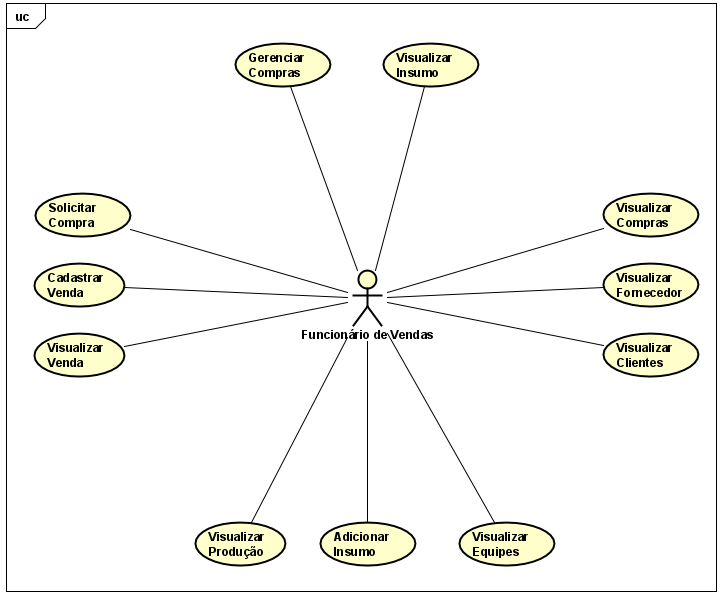 uc
Gerenciar
Compras
Visualizar
Insumo
Solicitar
Compra
Visualizar
Compras
Cadastrar
Venda
Visualizar
Fornecedor
Visualizar
Venda
Visualizar
Clientes
Funcionário de Vendas
Visualizar
Produção
Adicionar
Insumo
Visualizar
Equipes